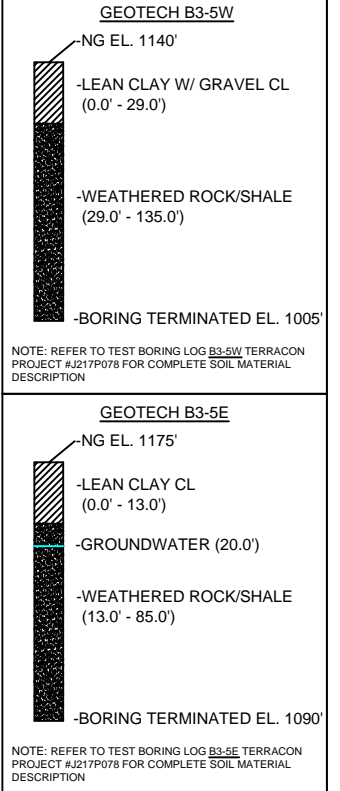 GEOTECH B3-5W
-NG EL. 1140'
-LEAN CLAY W/ GRAVEL CL
(0.0' - 29.0')
-WEATHERED ROCK/SHALE
(29.0' - 135.0')
-BORING TERMINATED EL. 1005'
NOTE: REFER TO TEST BORING LOG B3-5W TERRACON
PROJECT #J217P078 FOR COMPLETE SOIL MATERIAL
DESCRIPTION
GEOTECH B3-5E
-NG EL. 1175'
-LEAN CLAY CL
(0.0' - 13.0')
-GROUNDWATER (20.0')
-WEATHERED ROCK/SHALE
(13.0' - 85.0')
-BORING TERMINATED EL. 1090'
NOTE: REFER TO TEST BORING LOG B3-5E TERRACON
PROJECT #J217P078 FOR COMPLETE SOIL MATERIAL
DESCRIPTION